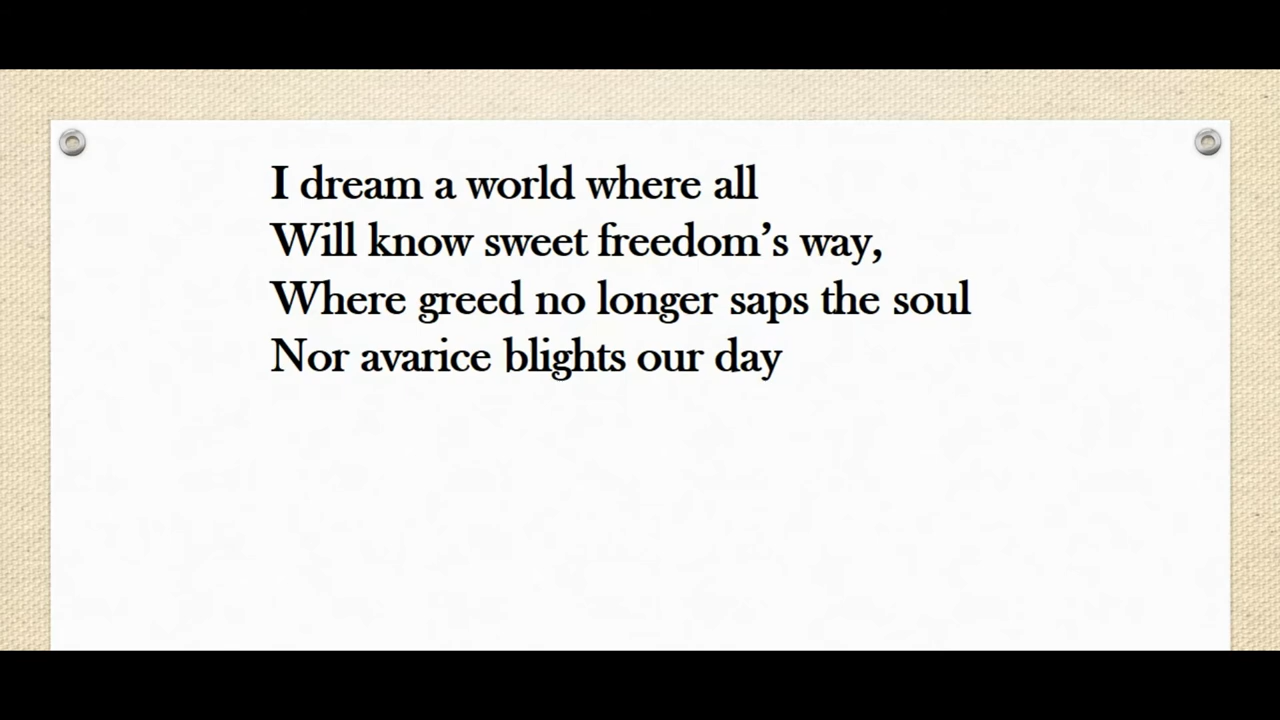 I dream a world where all
Will know sweet freedom’s way,
Where greed no longer saps the soul
Nor avarice blights our day